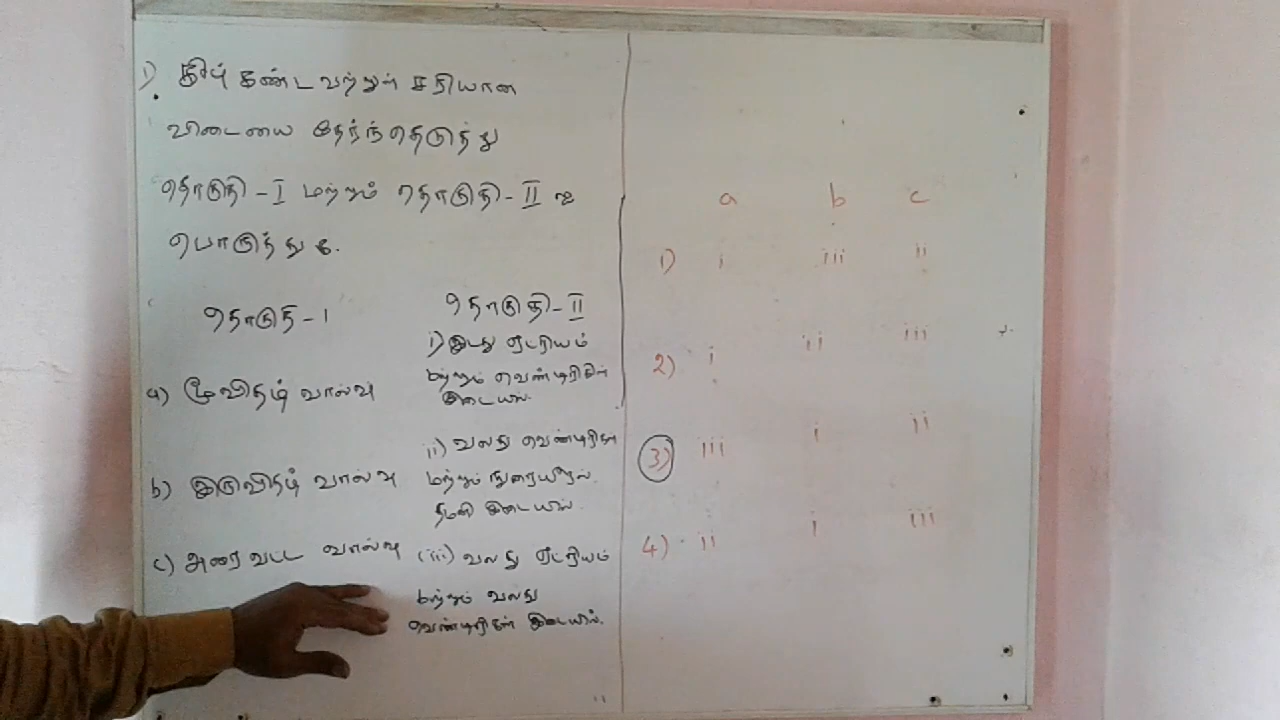 1) கீழ் கண்டவற்றுள் சரியான
விடையை தேர்ந்தெடுத்து
தொகுதி - I மற்றும் தொகுதி - II ஐ
பொருத்துக.
தொகுதி - I
தொகுதி - II
a) மூவிதழ் வால்வு
i) இடது ஏட்ரியம்
மற்றும் வெண்டிரிகிள்
இடையில்.
b) இருவிதழ் வால்வு
ii) வலது வெண்டிரிகிள்
மற்றும் நுரையீரல்
தமனி இடையில்.
c) அரைவட்ட வால்வு
(iii) வலது ஏட்ரியம்
மற்றும் வலது
வெண்டிரிகிள் இடையில்.
a b c
1) i iii ii
2) i ii iii
3) iii i ii
4) ii i iii